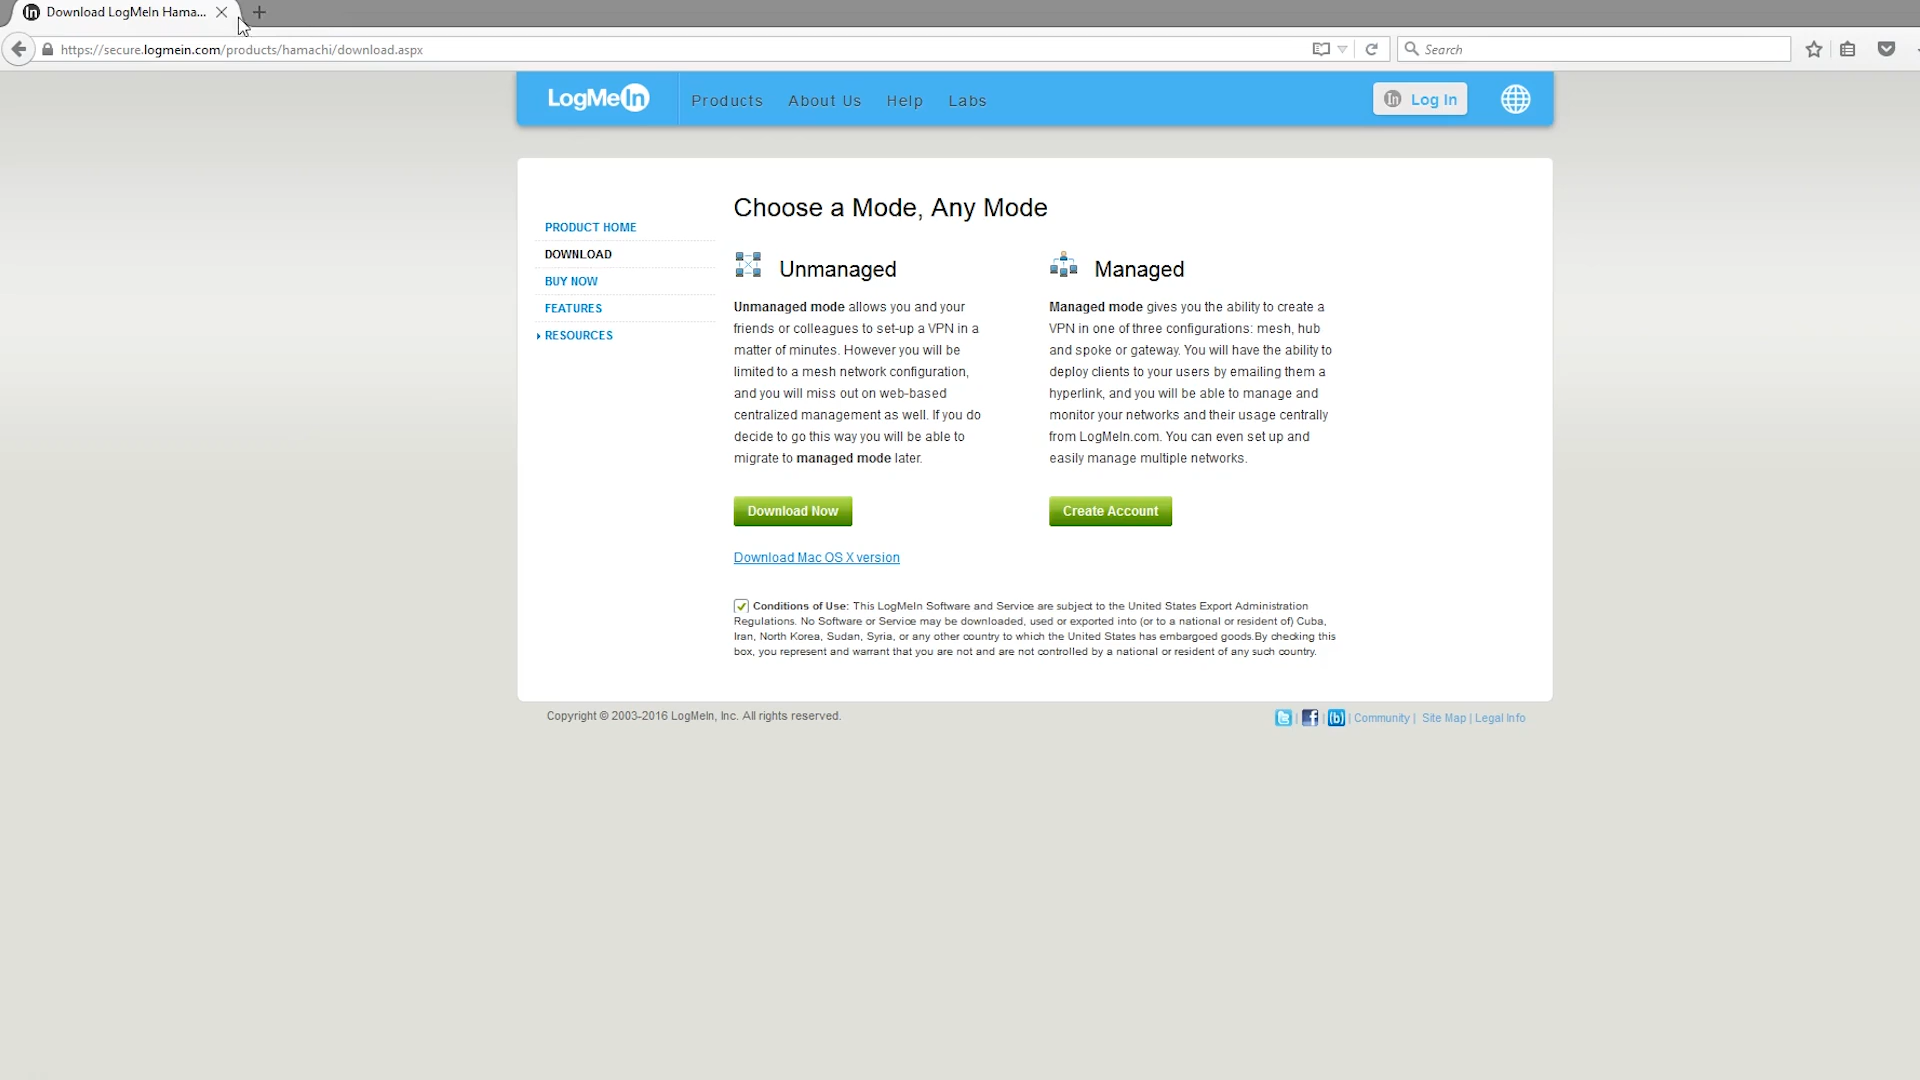 Download LogMeIn Hama...
https://secure.logmein.com/products/hamachi/download.aspx
Search
LogMeIn
Products
About Us
Help
Labs
in Log In
PRODUCT HOME
DOWNLOAD
BUY NOW
FEATURES
RESOURCES
Choose a Mode, Any Mode
Unmanaged
Unmanaged mode allows you and your
friends or colleagues to set-up a VPN in a
matter of minutes. However you will be
limited to a mesh network configuration,
and you will miss out on web-based
centralized management as well. If you do
decide to go this way you will be able to
migrate to managed mode later.
Download Now
Download Mac OS X version
Managed
Managed mode gives you the ability to create a
VPN in one of three configurations: mesh, hub
and spoke or gateway. You will have the ability to
deploy clients to your users by emailing them a
hyperlink, and you will be able to manage and
monitor your networks and their usage centrally
from LogMeIn.com. You can even set up and
easily manage multiple networks.
Create Account
Conditions of Use: This LogMeIn Software and Service are subject to the United States Export Administration
Regulations. No Software or Service may be downloaded, used or exported into (or to a national or resident of) Cuba,
Iran, North Korea, Sudan, Syria, or any other country to which the United States has embargoed goods.By checking this
box, you represent and warrant that you are not and are not controlled by a national or resident of any such country.
Copyright © 2003-2016 LogMeIn, Inc. All rights reserved.
| | (b) | Community | Site Map | Legal Info